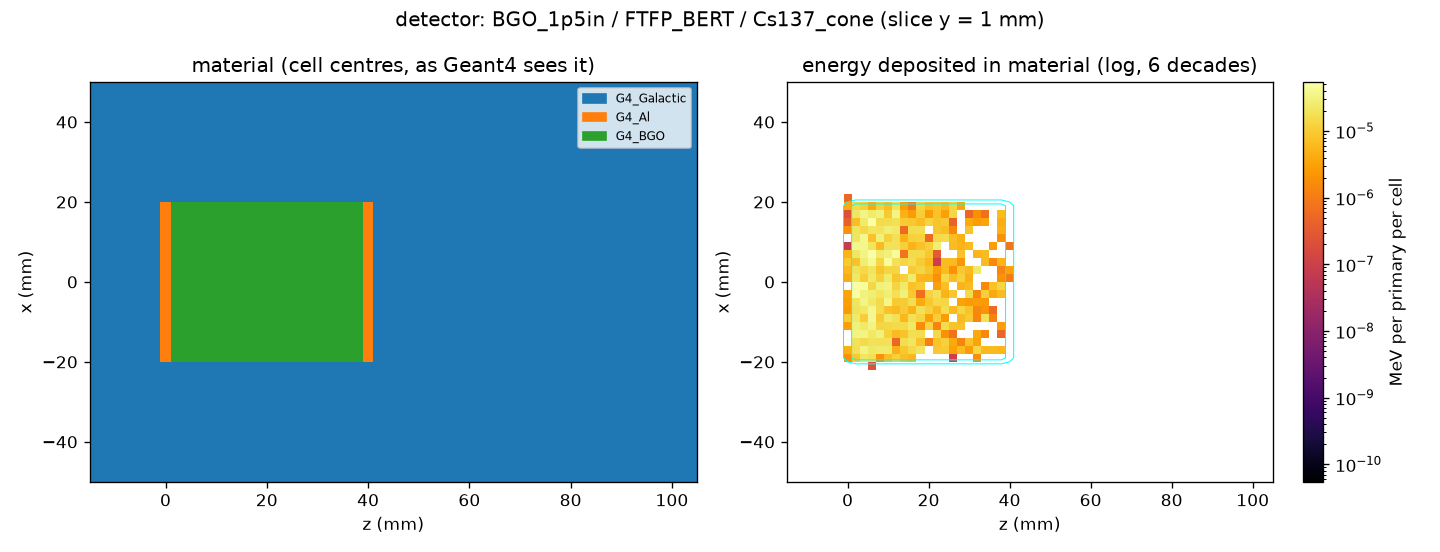 detector: BGO_1p5in / FTFP_BERT / Cs137_cone (slice y = 1 mm)
material (cell centres, as Geant4 sees it)
G4_Galactic
G4_Al
G4_BGO
40
20
0
−20
−40
x (mm)
0 20 40 60 80 100
z (mm)
energy deposited in material (log, 6 decades)
40
20
0
−20
−40
x (mm)
0 20 40 60 80 100
z (mm)
10⁻⁵
10⁻⁶
10⁻⁷
10⁻⁸
10⁻⁹
10⁻¹⁰
MeV per primary per cell